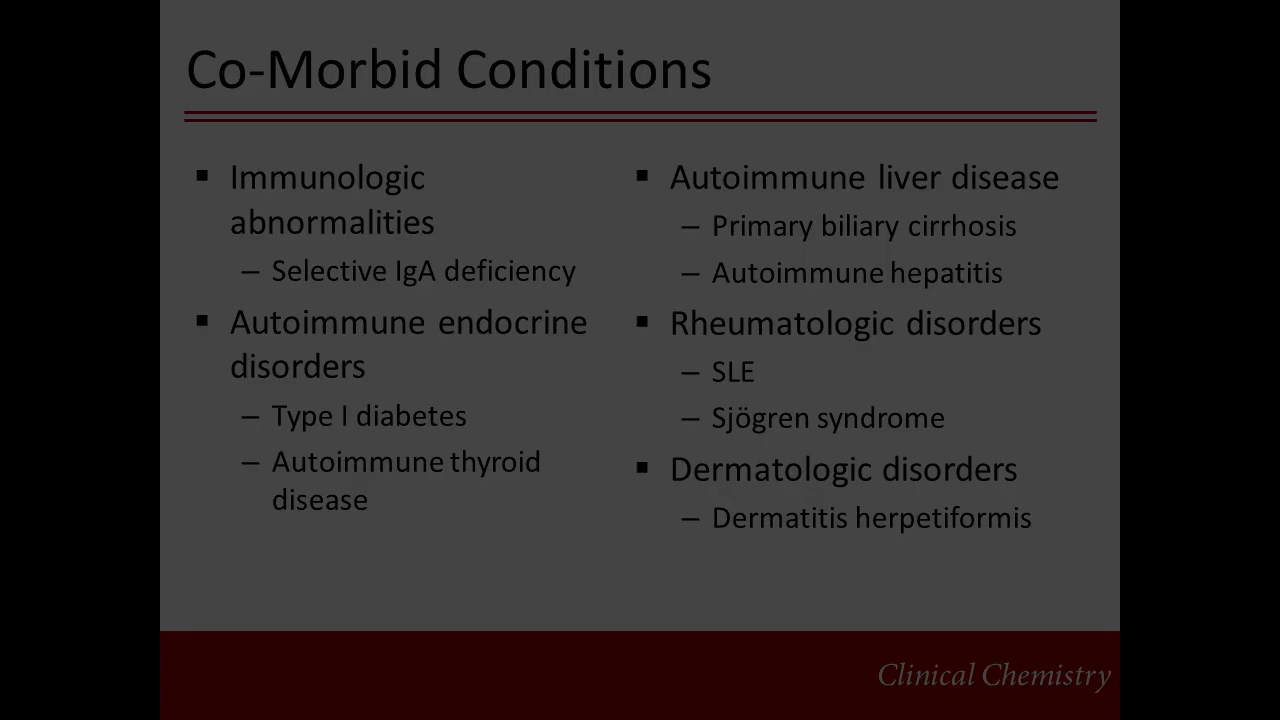 Co-Morbid Conditions
▪ Immunologic
abnormalities
– Selective IgA deficiency
▪ Autoimmune endocrine
disorders
– Type I diabetes
– Autoimmune thyroid
disease
▪ Autoimmune liver disease
– Primary biliary cirrhosis
– Autoimmune hepatitis
▪ Rheumatologic disorders
– SLE
– Sjögren syndrome
▪ Dermatologic disorders
– Dermatitis herpetiformis
Clinical Chemistry